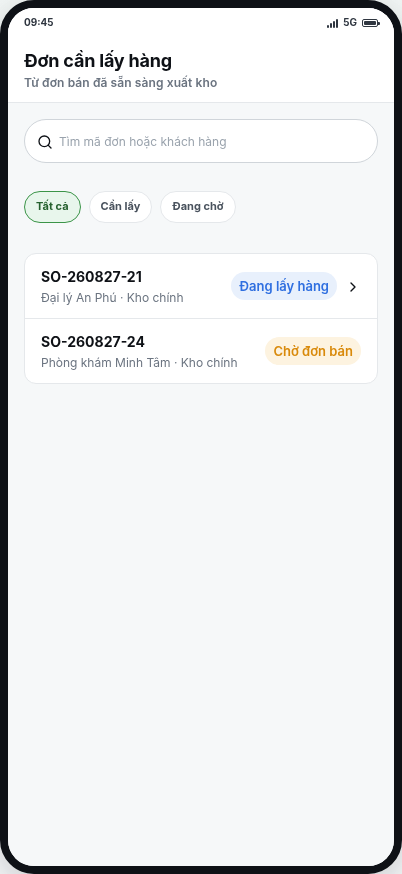 09:45
5G
Đơn cần lấy hàng
Từ đơn bán đã sẵn sàng xuất kho
Tìm mã đơn hoặc khách hàng
Tất cả
Cần lấy
Đang chờ
SO-260827-21
Đại lý An Phú · Kho chính
Đang lấy hàng
SO-260827-24
Phòng khám Minh Tâm · Kho chính
Chờ đơn bán